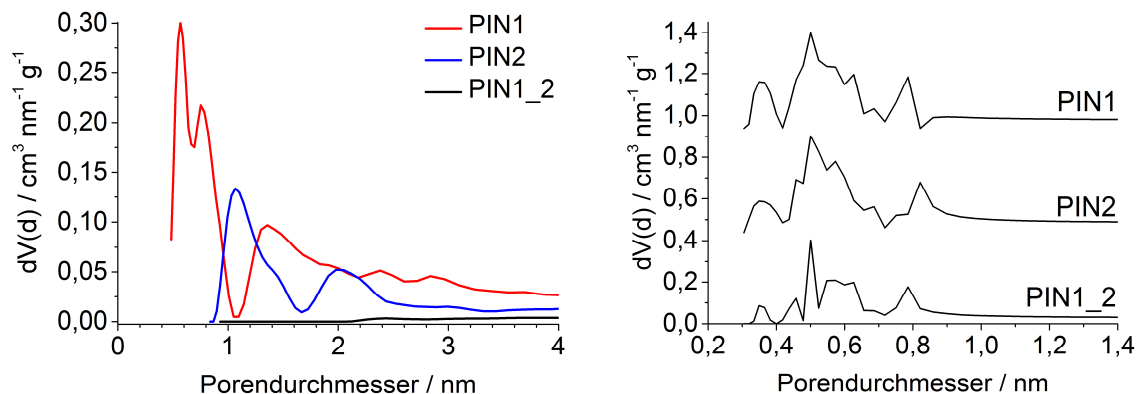 0,30
0,25
0,20
0,15
0,10
0,05
0,00
dV(d) / cm³ nm⁻¹ g⁻¹
PIN1
PIN2
PIN1_2
0 1 2 3 4
Porendurchmesser / nm
1,4
1,2
1,0
0,8
0,6
0,4
0,2
0,0
dV(d) / cm³ nm⁻¹ g⁻¹
PIN1
PIN2
PIN1_2
0,2 0,4 0,6 0,8 1,0 1,2 1,4
Porendurchmesser / nm